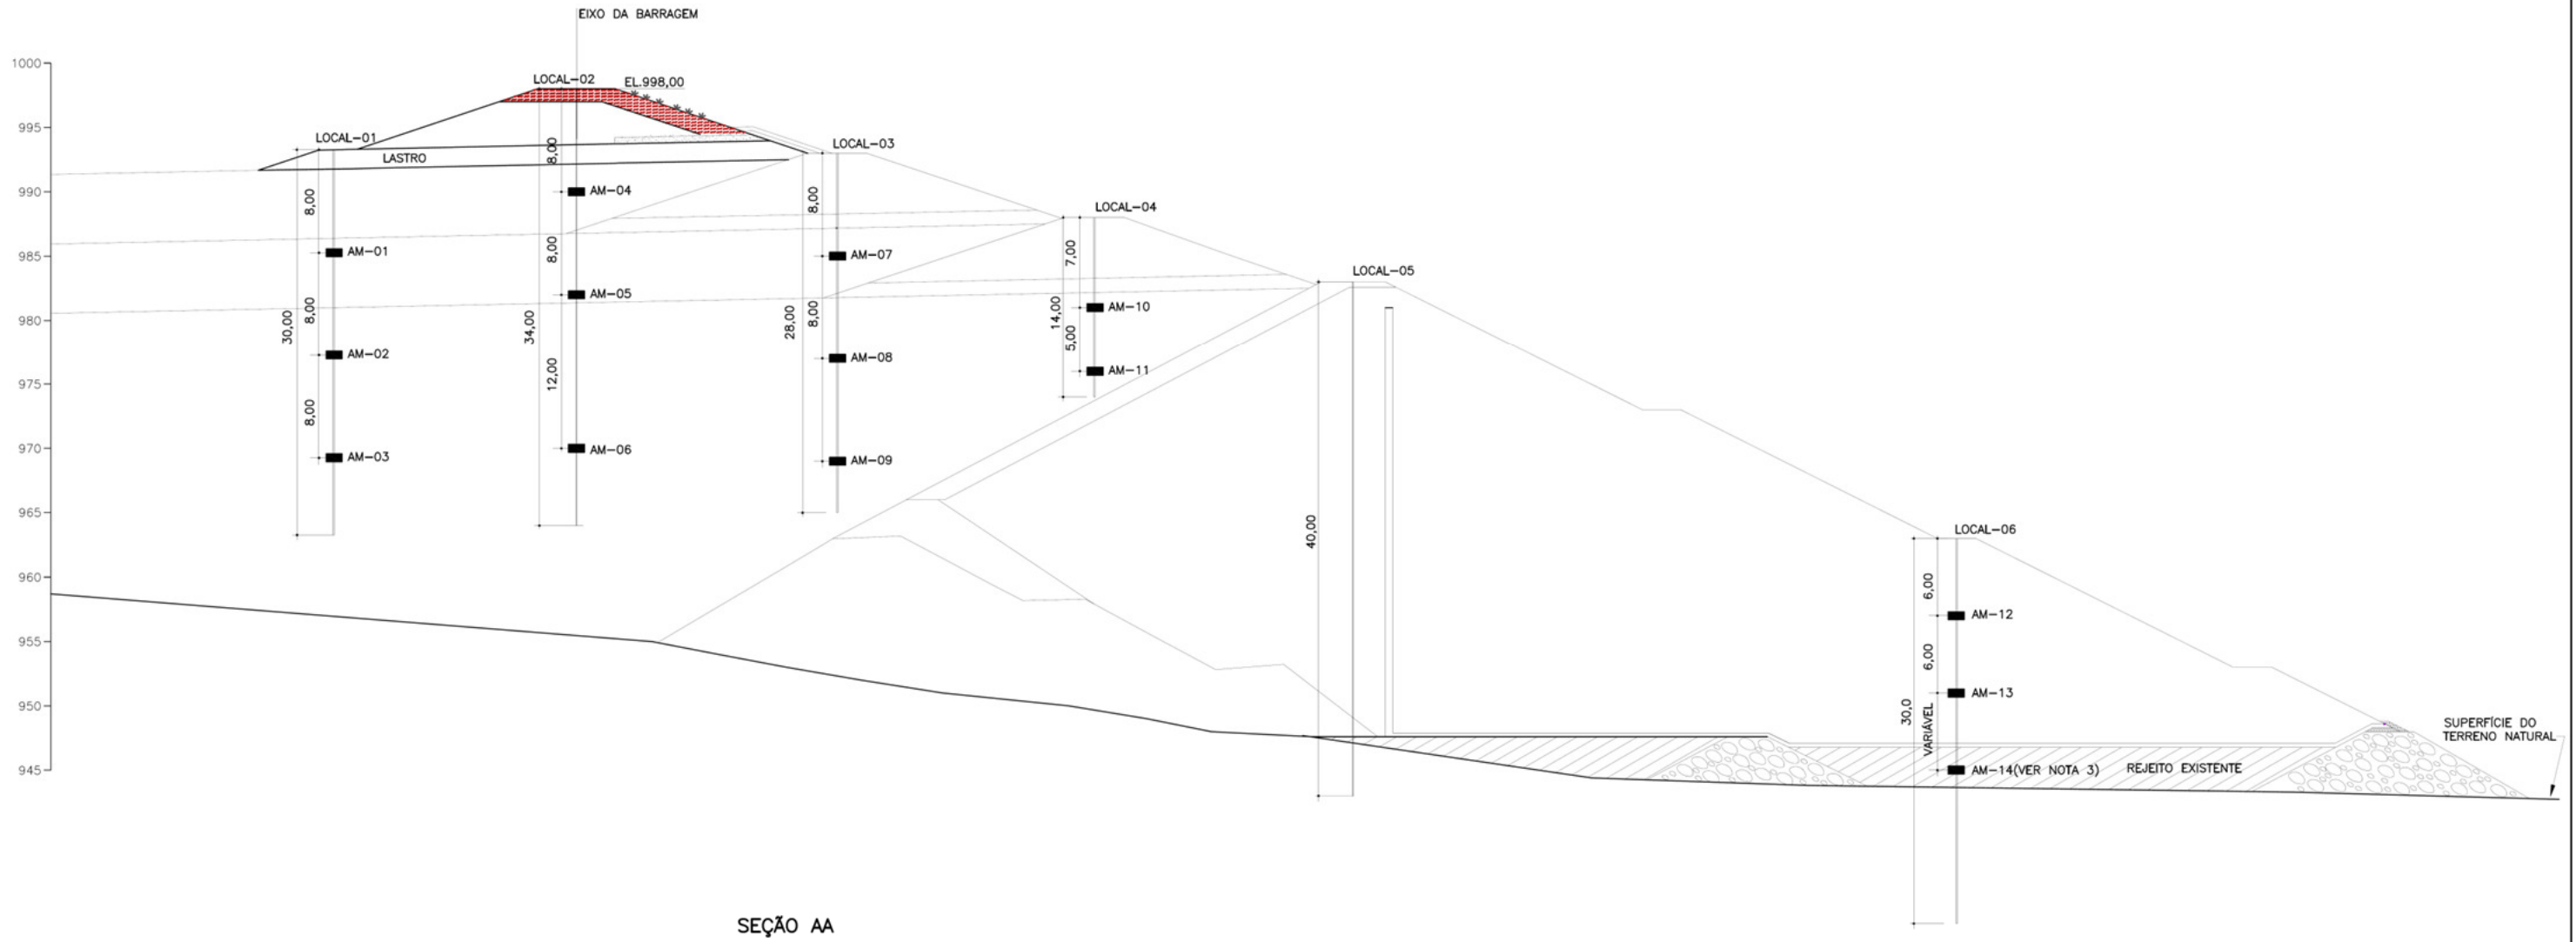 EIXO DA BARRAGEM
1000
LOCAL-02
EL.998,00
995
LOCAL-01
8,00
LOCAL-03
LASTRO
990
8,00
AM-04
8,00
LOCAL-04
985
AM-01
8,00
AM-07
7,00
LOCAL-05
AM-05
980
30,00
8,00
34,00
28,00
8,00
14,00
5,00
AM-10
AM-02
12,00
AM-08
AM-11
975
970
8,00
AM-03
AM-06
AM-09
965
40,00
LOCAL-06
960
6,00
AM-12
955
6,00
950
30,0
VARIÁVEL
AM-13
SUPERFÍCIE DO
TERRENO NATURAL
945
AM-14(VER NOTA 3)
REJEITO EXISTENTE
SEÇÃO AA